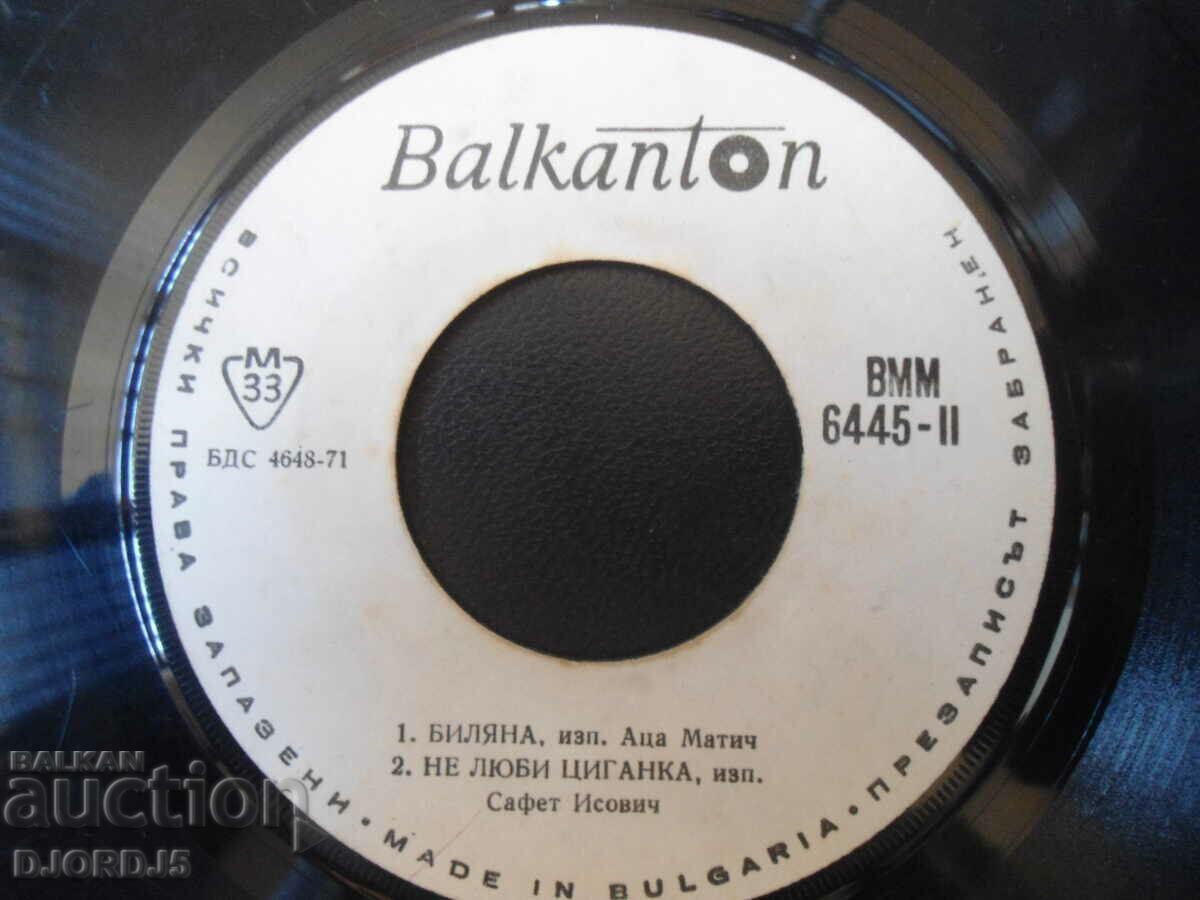 Balkanton
М
33
БДС 4648-71
ВММ
6445-II
1. БИЛЯНА, изп. Аца Матич
2. НЕ ЛЮБИ ЦИГАНКА, изп.
Сафет Исович
ВСИЧКИ ПРАВА ЗАПАЗЕНИ • MADE IN BULGARIA • ПРЕЗАПИСЪТ ЗАБРАНЕН
BALKAN
auction
DJORDJ5